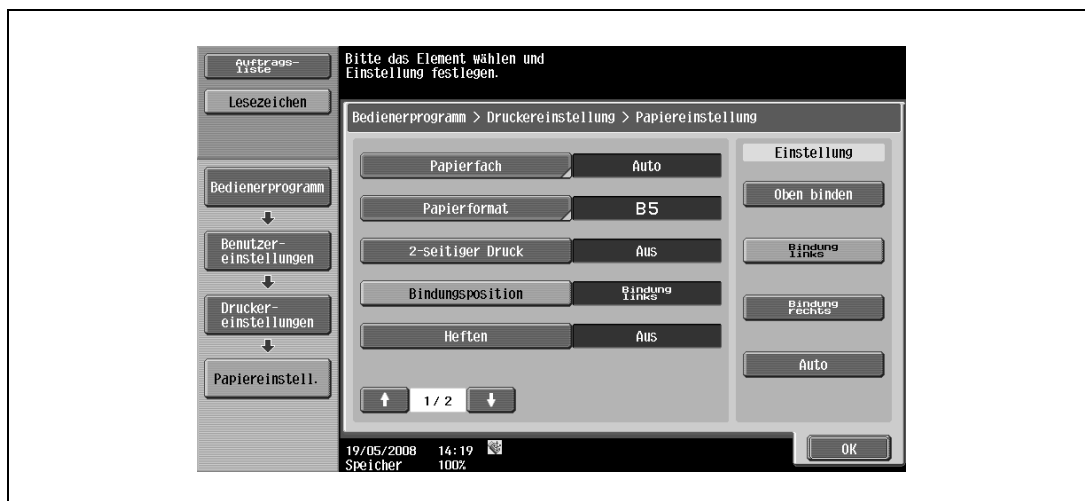 Auftrags-
liste
Lesezeichen
Bitte das Element wählen und
Einstellung festlegen.
Bedienerprogramm > Druckereinstellung > Papiereinstellung
Bedienerprogramm
Benutzer-
einstellungen
Drucker-
einstellungen
Papiereinstell.
Papierfach Auto
Papierformat B5
2-seitiger Druck Aus
Bindungsposition Bindung
links
Heften Aus
1/ 2
Einstellung
Oben binden
Bindung
links
Bindung
rechts
Auto
19/05/2008 14:19
Speicher 100%
OK